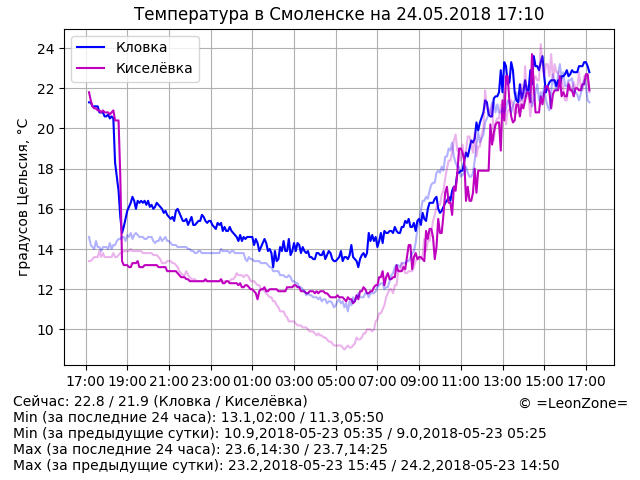 Температура в Смоленске на 24.05.2018 17:10
Кловка
Киселёвка
градусов Цельсия, °C
24
22
20
18
16
14
12
10
17:00 19:00 21:00 23:00 01:00 03:00 05:00 07:00 09:00 11:00 13:00 15:00 17:00
Сейчас: 22.8 / 21.9 (Кловка / Киселёвка)
© =LeonZone=
Min (за последние 24 часа): 13.1,02:00 / 11.3,05:50
Min (за предыдущие сутки): 10.9,2018-05-23 05:35 / 9.0,2018-05-23 05:25
Max (за последние 24 часа): 23.6,14:30 / 23.7,14:25
Max (за предыдущие сутки): 23.2,2018-05-23 15:45 / 24.2,2018-05-23 14:50